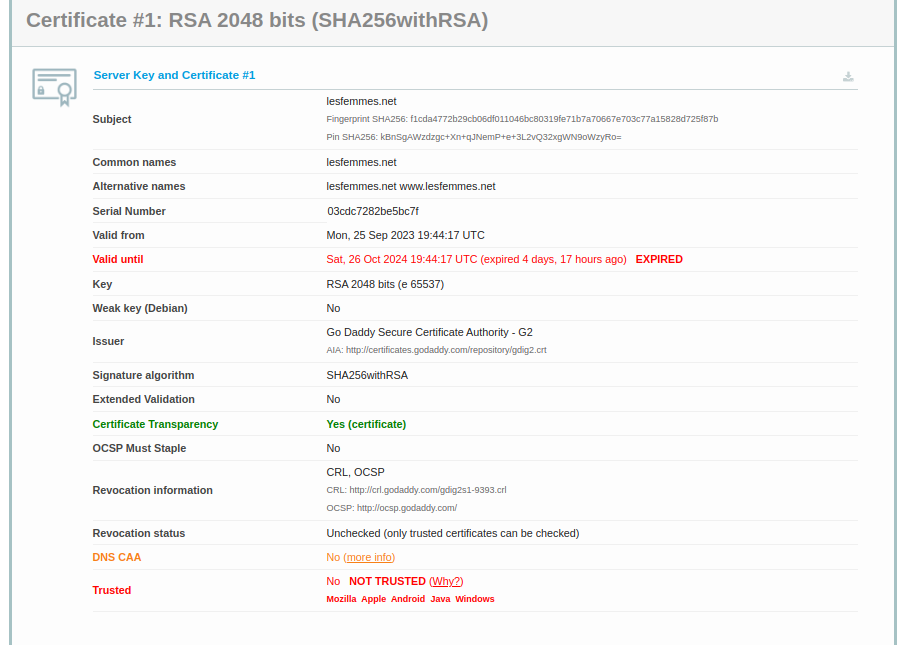 Certificate #1: RSA 2048 bits (SHA256withRSA)
Server Key and Certificate #1
Subject
lesfemmes.net
Fingerprint SHA256: f1cda4772b29cb06df011046bc80319fe71b7a70667e703c77a15828d725f87b
Pin SHA256: kBnSgAWzdzgc+Xn+qJNemP+e+3L2vQ32xgWN9oWzyRo=
Common names lesfemmes.net
Alternative names lesfemmes.net www.lesfemmes.net
Serial Number 03cdc7282be5bc7f
Valid from Mon, 25 Sep 2023 19:44:17 UTC
Valid until Sat, 26 Oct 2024 19:44:17 UTC (expired 4 days, 17 hours ago) EXPIRED
Key RSA 2048 bits (e 65537)
Weak key (Debian) No
Issuer
Go Daddy Secure Certificate Authority - G2
AIA: http://certificates.godaddy.com/repository/gdig2.crt
Signature algorithm SHA256withRSA
Extended Validation No
Certificate Transparency Yes (certificate)
OCSP Must Staple No
Revocation information
CRL, OCSP
CRL: http://crl.godaddy.com/gdig2s1-9393.crl
OCSP: http://ocsp.godaddy.com/
Revocation status Unchecked (only trusted certificates can be checked)
DNS CAA No (more info)
Trusted
No NOT TRUSTED (Why?)
Mozilla Apple Android Java Windows